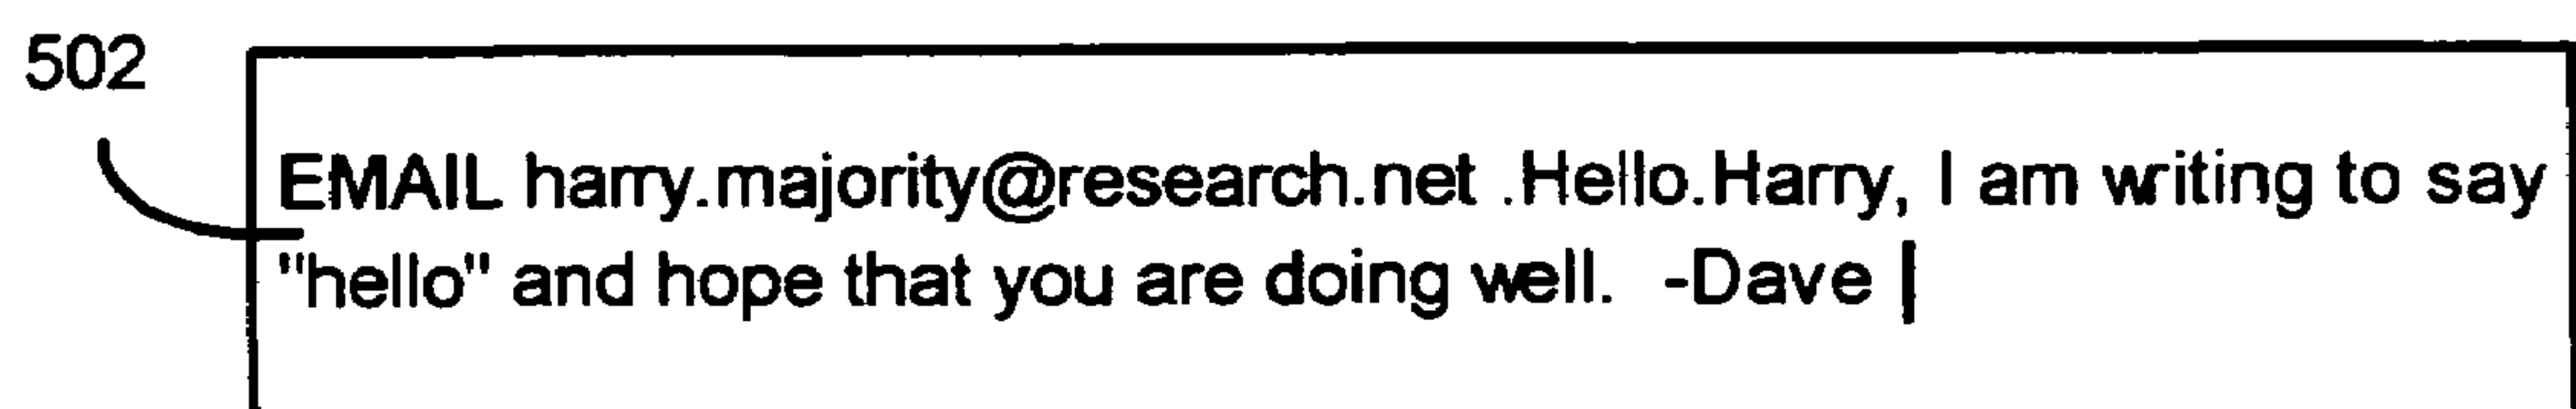 502
EMAIL harry.majority@research.net .Hello.Harry, I am writing to say
"hello" and hope that you are doing well.  -Dave |